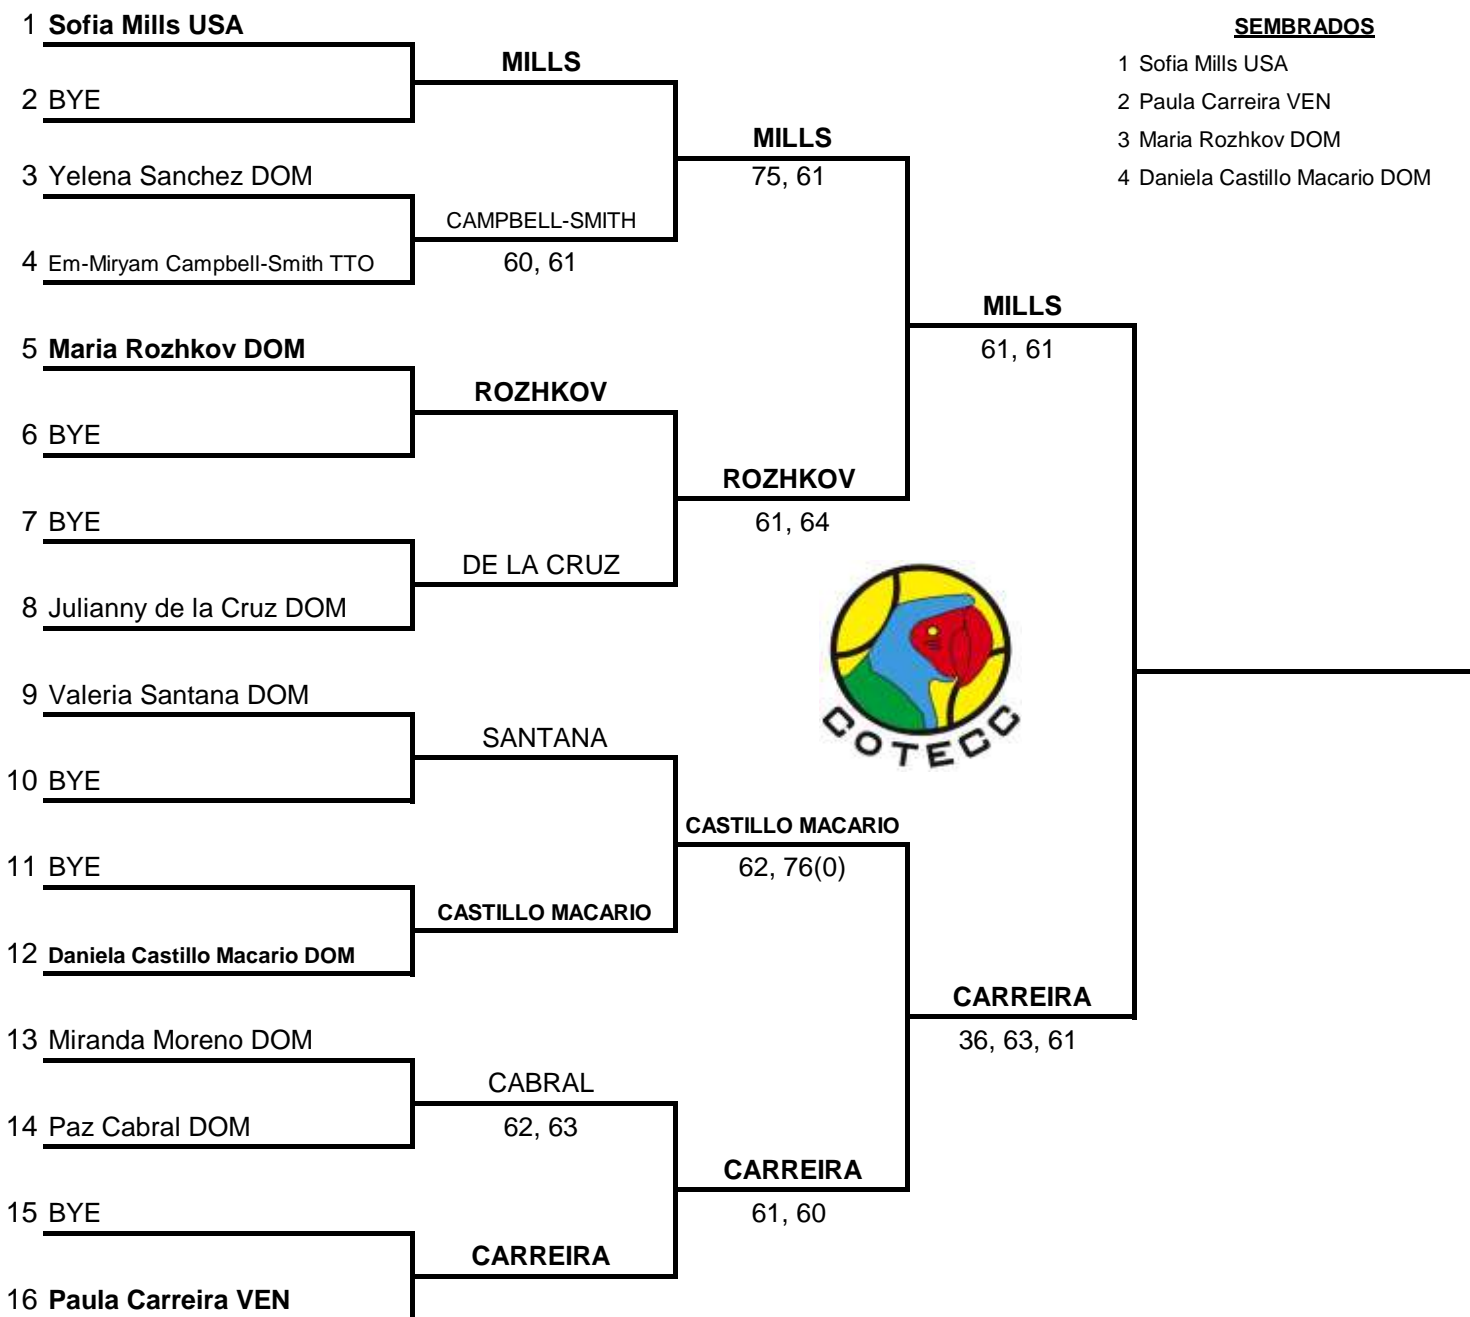 1 Sofia Mills USA
MILLS
2 BYE
MILLS
75, 61
3 Yelena Sanchez DOM
CAMPBELL-SMITH
60, 61
4 Em-Miryam Campbell-Smith TTO
MILLS
61, 61
5 Maria Rozhkov DOM
ROZHKOV
6 BYE
ROZHKOV
61, 64
7 BYE
DE LA CRUZ
8 Julianny de la Cruz DOM
9 Valeria Santana DOM
SANTANA
10 BYE
CASTILLO MACARIO
62, 76(0)
11 BYE
CASTILLO MACARIO
12 Daniela Castillo Macario DOM
CARREIRA
36, 63, 61
13 Miranda Moreno DOM
CABRAL
62, 63
14 Paz Cabral DOM
CARREIRA
61, 60
15 BYE
CARREIRA
16 Paula Carreira VEN
SEMBRADOS
1 Sofia Mills USA
2 Paula Carreira VEN
3 Maria Rozhkov DOM
4 Daniela Castillo Macario DOM
COTECC